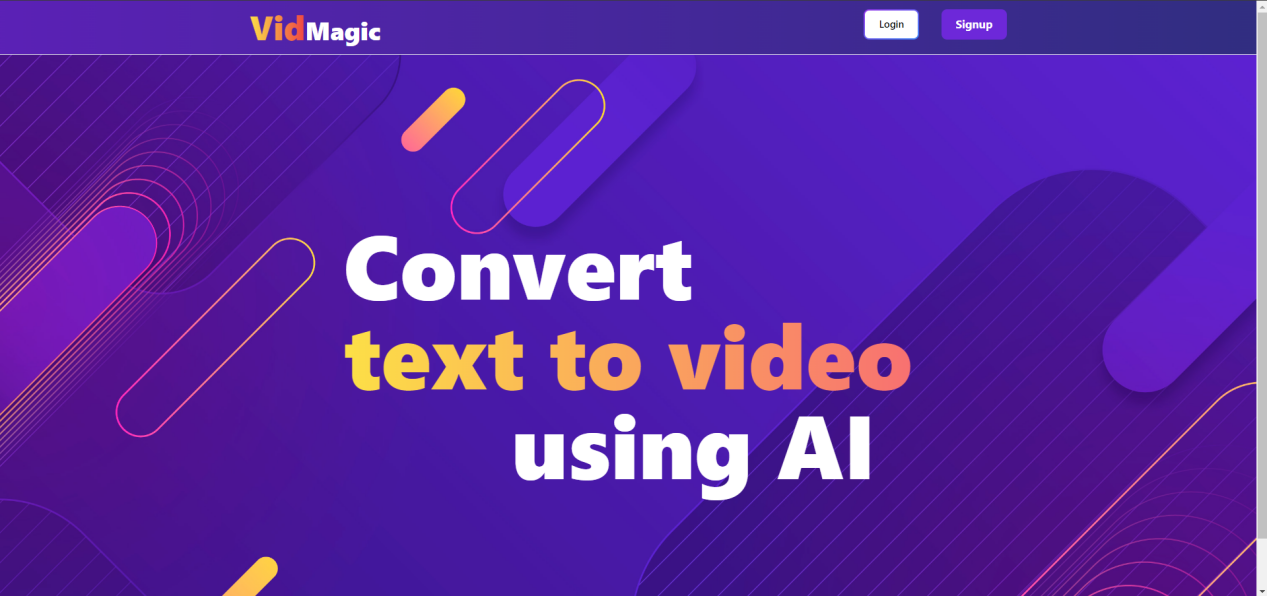 VidMagic
Login
Signup
Convert
text to video
using AI